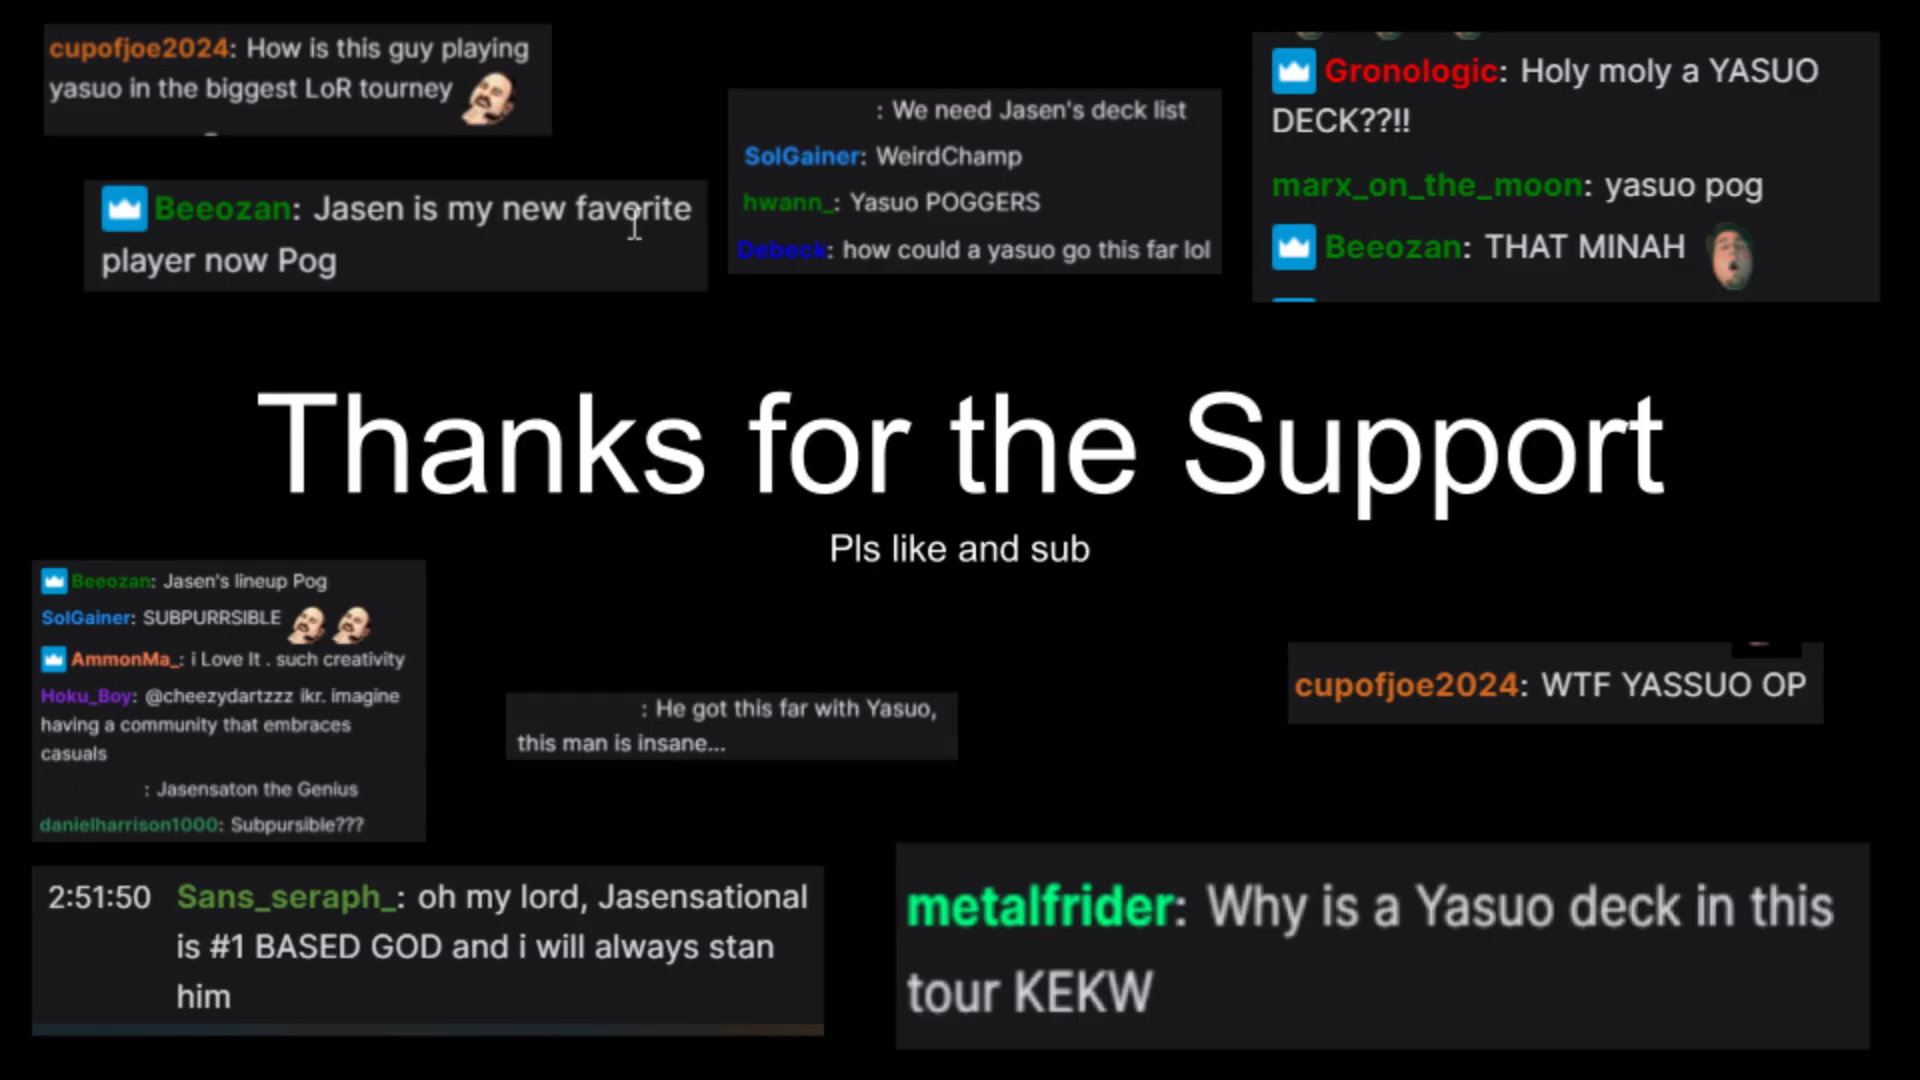 cupofjoe2024: How is this guy playing
yasuo in the biggest LoR tourney
Beeozan: Jasen is my new favorite
player now Pog
: We need Jasen's deck list
SolGainer: WeirdChamp
hwann_: Yasuo POGGERS
Debeck: how could a yasuo go this far lol
Gronologic: Holy moly a YASUO
DECK??!!
marx_on_the_moon: yasuo pog
Beeozan: THAT MINAH
Thanks for the Support
Pls like and sub
Beeozan: Jasen's lineup Pog
SolGainer: SUBPURRSIBLE
AmmonMa_: i Love It . such creativity
Hoku_Boy: @cheezydartzzz ikr. imagine
having a community that embraces
casuals
: Jasensaton the Genius
danielharrison1000: Subpursible???
: He got this far with Yasuo,
this man is insane...
cupofjoe2024: WTF YASSUO OP
2:51:50 Sans_seraph_: oh my lord, Jasensational
is #1 BASED GOD and i will always stan
him
metalfrider: Why is a Yasuo deck in this
tour KEKW